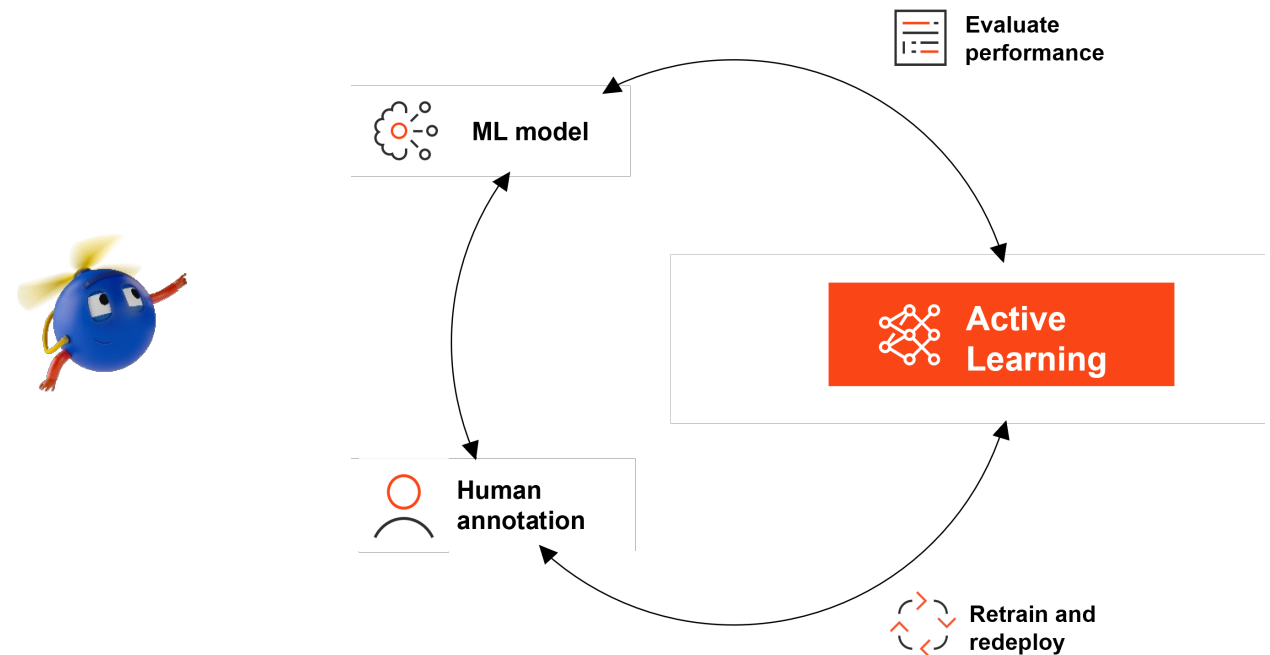 Evaluate
performance
ML model
Active
Learning
Human
annotation
Retrain and
redeploy